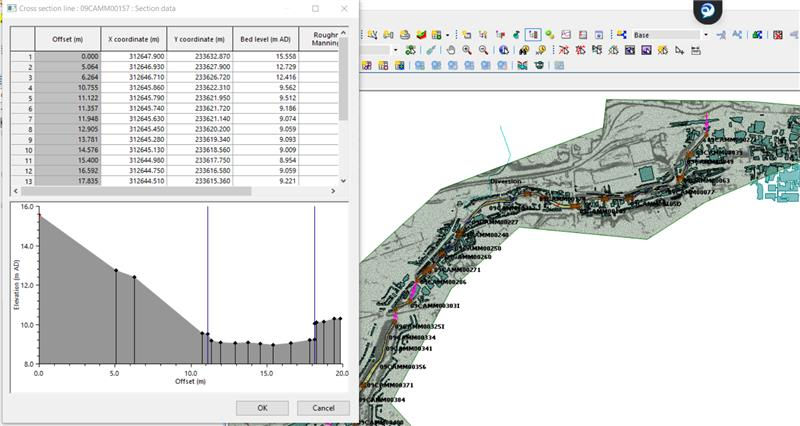 Cross section line : 09CAMM00157 : Section data
Offset (m) X coordinate (m) Y coordinate (m) Bed level (m AD) Roughn
Manning
1 0.000 312647.900 233632.870 15.558
2 5.064 312646.930 233627.900 12.729
3 6.264 312646.710 233626.720 12.416
4 10.755 312645.860 233622.310 9.562
5 11.122 312645.790 233621.950 9.512
6 11.357 312645.740 233621.720 9.186
7 11.948 312645.630 233621.140 9.074
8 12.905 312645.450 233620.200 9.059
9 13.781 312645.280 233619.340 9.093
10 14.576 312645.130 233618.560 9.009
11 15.400 312644.980 233617.750 8.954
12 16.592 312644.750 233616.580 9.059
13 17.835 312644.510 233615.360 9.221
16.0
14.0
12.0
10.0
8.0
Elevation (m AD)
0.0 5.0 10.0 15.0 20.0
Offset (m)
OK Cancel
Base
Diversion
09CAMM00227
09CAMM00240
09CAMM00250
09CAMM00260
09CAMM00271
09CAMM00286
09CAMM00303I
09CAMM00325I
09CAMM00334
09CAMM00341
09CAMM00356
09CAMM00371
09CAMM00384